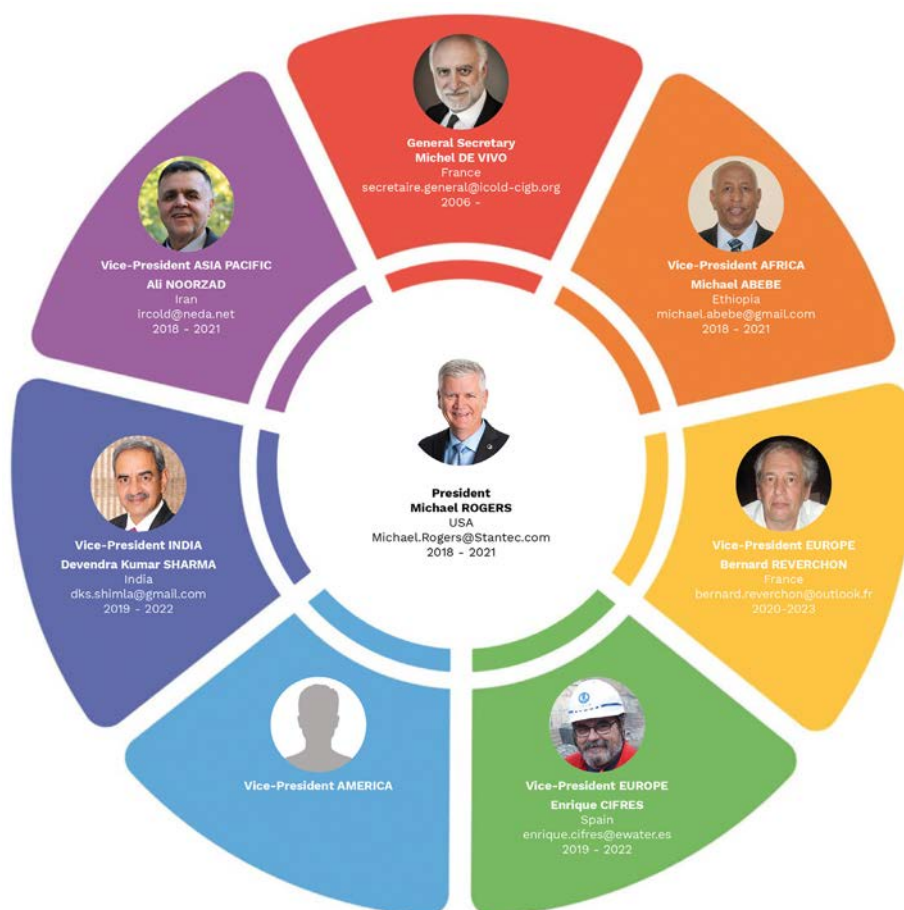 General Secretary
Michel DE VIVO
France
secretaire.general@icold-cigb.org
2006 -
Vice-President AFRICA
Michael ABEBE
Ethiopia
michael.abebe@gmail.com
2018 - 2021
Vice-President EUROPE
Bernard REVERCHON
France
bernard.reverchon@outlook.fr
2020-2023
Vice-President EUROPE
Enrique CIFRES
Spain
enrique.cifres@ewater.es
2019 - 2022
Vice-President AMERICA
Vice-President INDIA
Devendra Kumar SHARMA
India
dks.shimla@gmail.com
2019 - 2022
Vice-President ASIA PACIFIC
Ali NOORZAD
Iran
ircold@neda.net
2018 - 2021
President
Michael ROGERS
USA
Michael.Rogers@Stantec.com
2018 - 2021